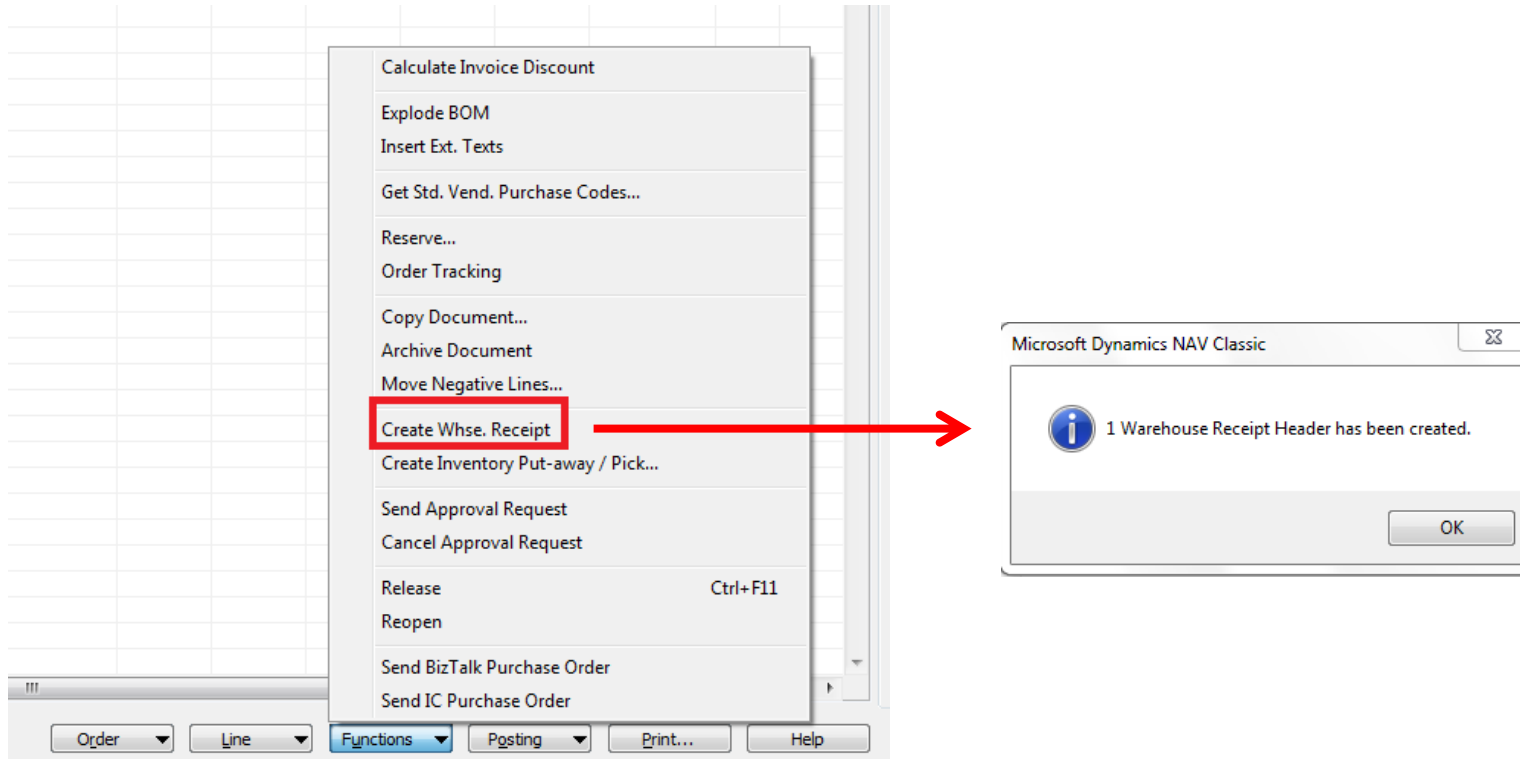 Calculate Invoice Discount
Explode BOM
Insert Ext. Texts
Get Std. Vend. Purchase Codes...
Reserve...
Order Tracking
Copy Document...
Archive Document
Move Negative Lines...
Create Whse. Receipt
Create Inventory Put-away / Pick...
Send Approval Request
Cancel Approval Request
Release Ctrl+F11
Reopen
Send BizTalk Purchase Order
Send IC Purchase Order
Order Line Functions Posting Print... Help
Microsoft Dynamics NAV Classic
1 Warehouse Receipt Header has been created.
OK